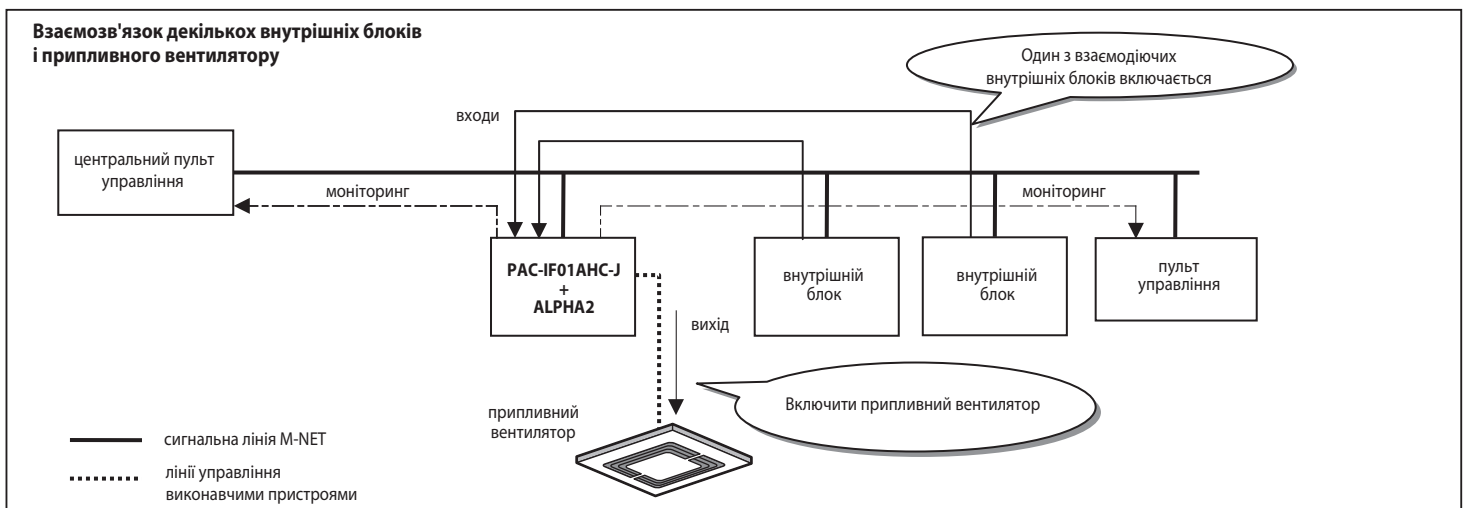 Взаємозв'язок декількох внутрішніх блоків
і припливного вентилятору
Один з взаємодіючих
внутрішніх блоків включається
входи
центральний пульт
управління
моніторинг
моніторинг
PAC-IF01AHC-J
+
ALPHA2
внутрішній
блок
внутрішній
блок
пульт
управління
вихід
Включити припливний вентилятор
припливний
вентилятор
сигнальна лінія M-NET
лінії управління
виконавчими пристроями